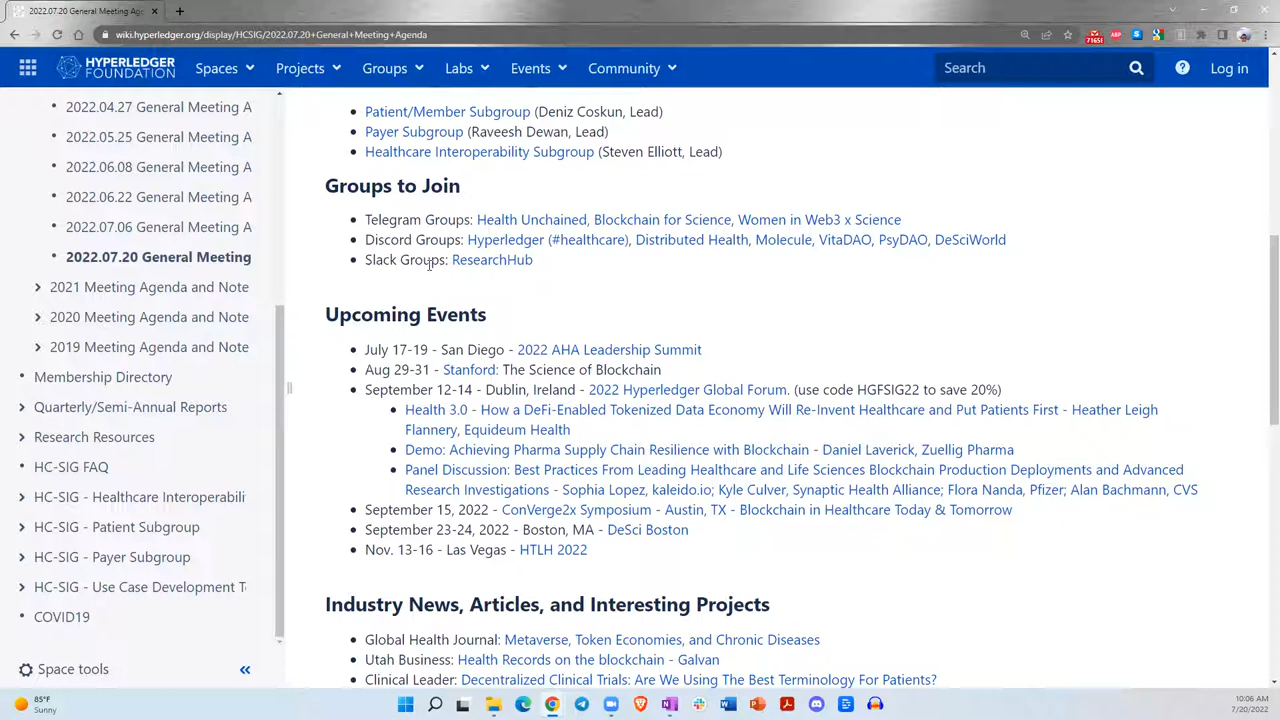 2022.07.20 General Meeting Age
wiki.hyperledger.org/display/HCSIG/2022.07.20+General+Meeting+Agenda
HYPERLEDGER
FOUNDATION
Spaces
Projects
Groups
Labs
Events
Community
Search
Log in
2022.04.27 General Meeting A
2022.05.25 General Meeting A
2022.06.08 General Meeting A
2022.06.22 General Meeting A
2022.07.06 General Meeting A
2022.07.20 General Meeting
2021 Meeting Agenda and Note
2020 Meeting Agenda and Note
2019 Meeting Agenda and Note
Membership Directory
Quarterly/Semi-Annual Reports
Research Resources
HC-SIG FAQ
HC-SIG - Healthcare Interoperabili
HC-SIG - Patient Subgroup
HC-SIG - Payer Subgroup
HC-SIG - Use Case Development T
COVID19
Space tools
Patient/Member Subgroup (Deniz Coskun, Lead)
Payer Subgroup (Raveesh Dewan, Lead)
Healthcare Interoperability Subgroup (Steven Elliott, Lead)
Groups to Join
Telegram Groups: Health Unchained, Blockchain for Science, Women in Web3 x Science
Discord Groups: Hyperledger (#healthcare), Distributed Health, Molecule, VitaDAO, PsyDAO, DeSciWorld
Slack Groups: ResearchHub
Upcoming Events
July 17-19 - San Diego - 2022 AHA Leadership Summit
Aug 29-31 - Stanford: The Science of Blockchain
September 12-14 - Dublin, Ireland - 2022 Hyperledger Global Forum. (use code HGFSIG22 to save 20%)
Health 3.0 - How a DeFi-Enabled Tokenized Data Economy Will Re-Invent Healthcare and Put Patients First - Heather Leigh
Flannery, Equideum Health
Demo: Achieving Pharma Supply Chain Resilience with Blockchain - Daniel Laverick, Zuellig Pharma
Panel Discussion: Best Practices From Leading Healthcare and Life Sciences Blockchain Production Deployments and Advanced
Research Investigations - Sophia Lopez, kaleido.io; Kyle Culver, Synaptic Health Alliance; Flora Nanda, Pfizer; Alan Bachmann, CVS
September 15, 2022 - ConVerge2x Symposium - Austin, TX - Blockchain in Healthcare Today & Tomorrow
September 23-24, 2022 - Boston, MA - DeSci Boston
Nov. 13-16 - Las Vegas - HTLH 2022
Industry News, Articles, and Interesting Projects
Global Health Journal: Metaverse, Token Economies, and Chronic Diseases
Utah Business: Health Records on the blockchain - Galvan
Clinical Leader: Decentralized Clinical Trials: Are We Using The Best Terminology For Patients?
85°F
Sunny
10:06 AM
7/20/2022